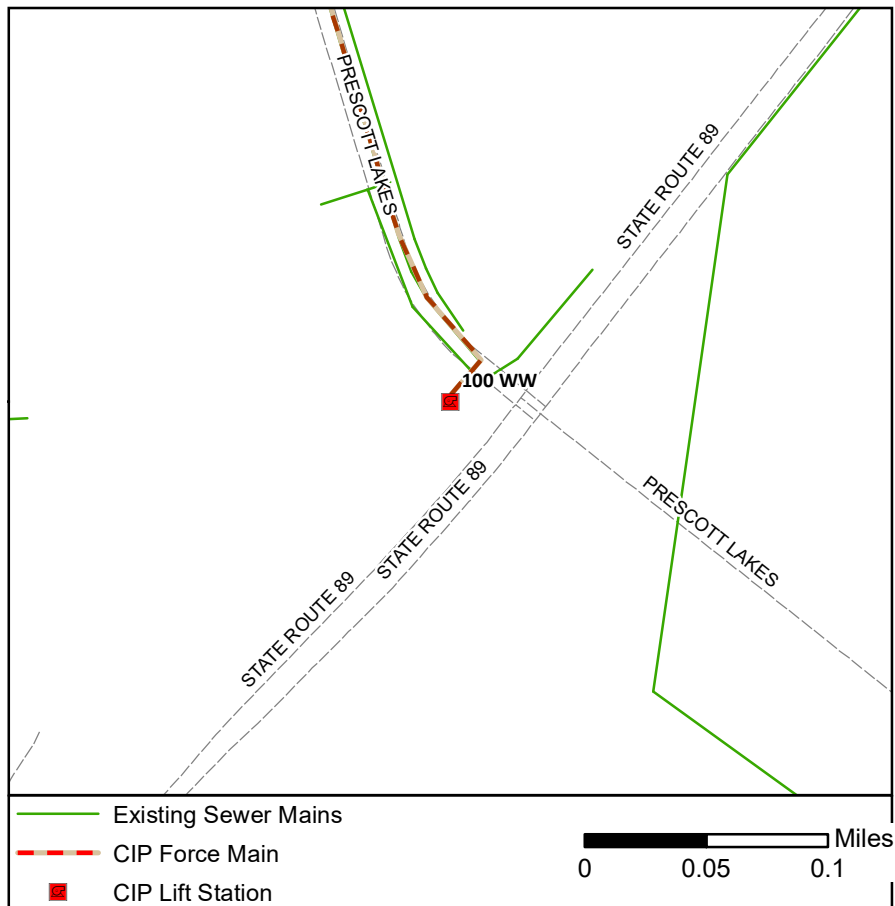 PRESCOTT LAKES
STATE ROUTE 89
100 WW
STATE ROUTE 89
PRESCOTT LAKES
STATE ROUTE 89
Existing Sewer Mains
CIP Force Main
CIP Lift Station
Miles
0 0.05 0.1